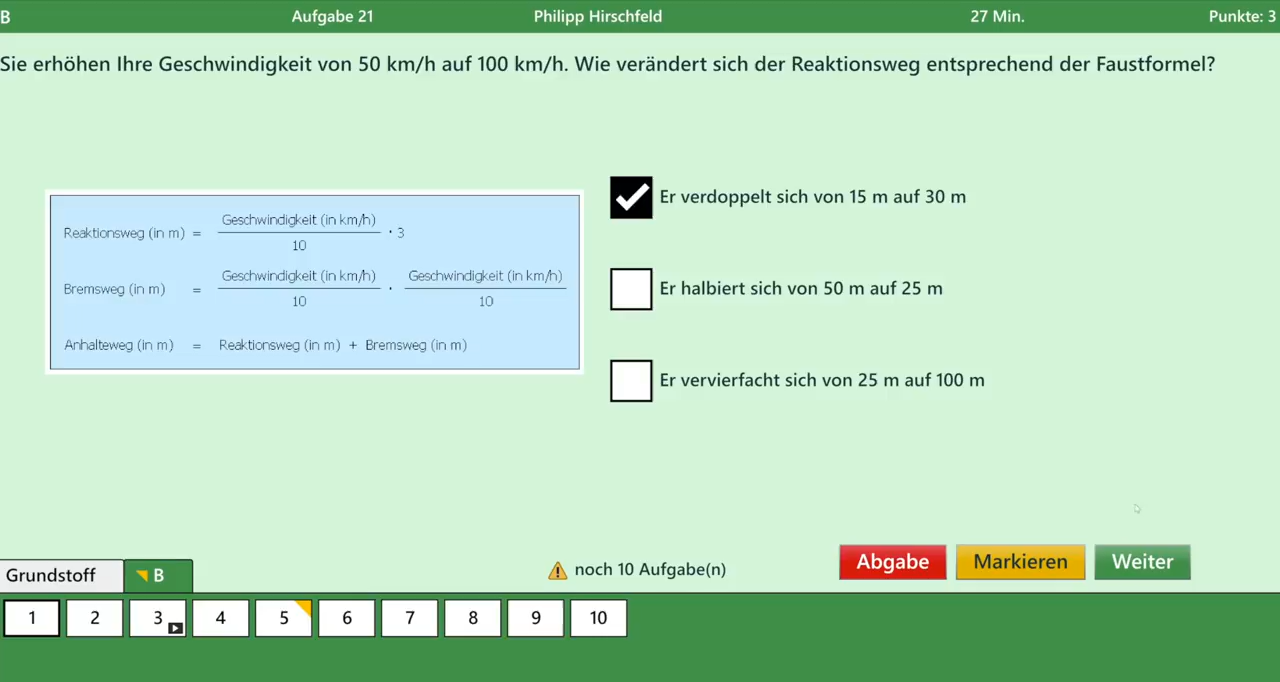 B Aufgabe 21 Philipp Hirschfeld 27 Min. Punkte: 3
Sie erhöhen Ihre Geschwindigkeit von 50 km/h auf 100 km/h. Wie verändert sich der Reaktionsweg entsprechend der Faustformel?
Reaktionsweg (in m) = Geschwindigkeit (in km/h) / 10 · 3
Bremsweg (in m) = Geschwindigkeit (in km/h) / 10 · Geschwindigkeit (in km/h) / 10
Anhalteweg (in m) = Reaktionsweg (in m) + Bremsweg (in m)
Er verdoppelt sich von 15 m auf 30 m
Er halbiert sich von 50 m auf 25 m
Er vervierfacht sich von 25 m auf 100 m
Grundstoff B noch 10 Aufgabe(n) Abgabe Markieren Weiter
1 2 3 4 5 6 7 8 9 10